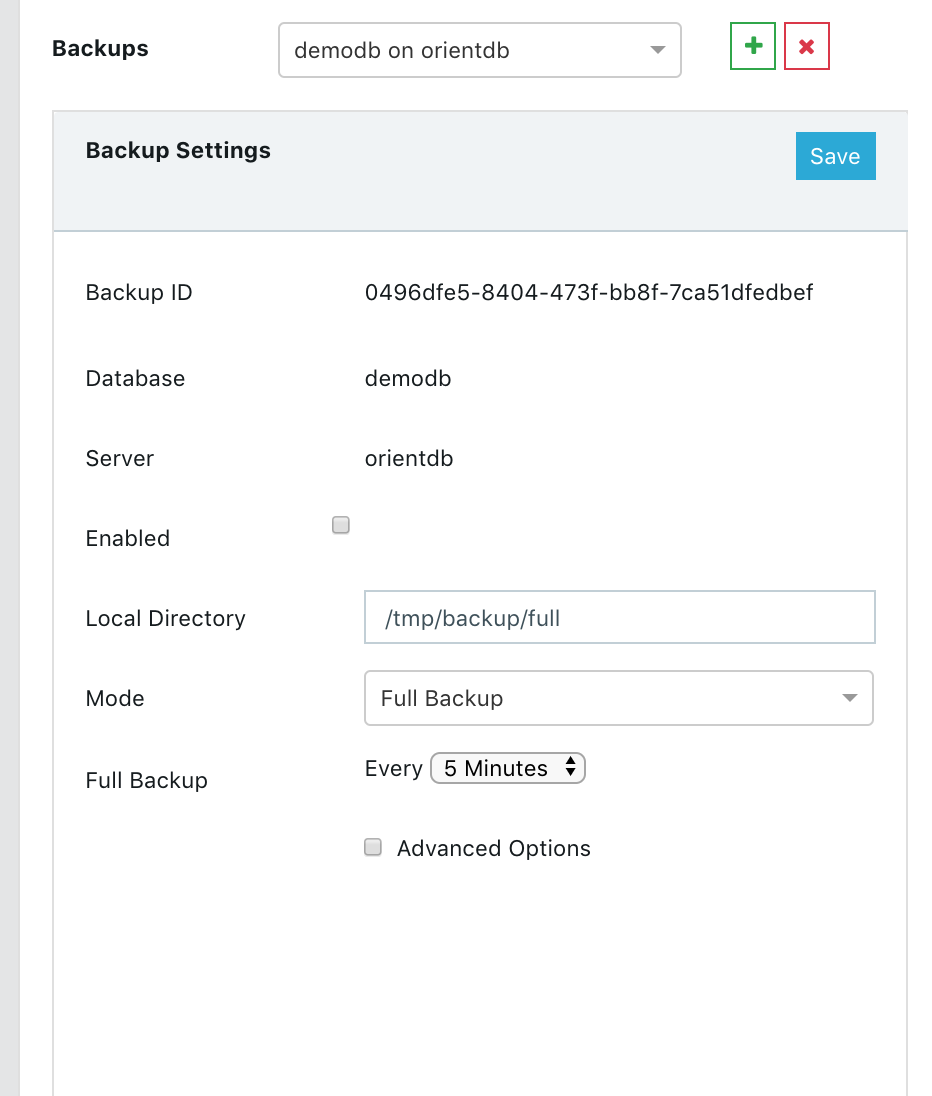 Backups demodb on orientdb
Backup Settings Save
Backup ID 0496dfe5-8404-473f-bb8f-7ca51dfedbef
Database demodb
Server orientdb
Enabled
Local Directory /tmp/backup/full
Mode Full Backup
Full Backup Every 5 Minutes
Advanced Options